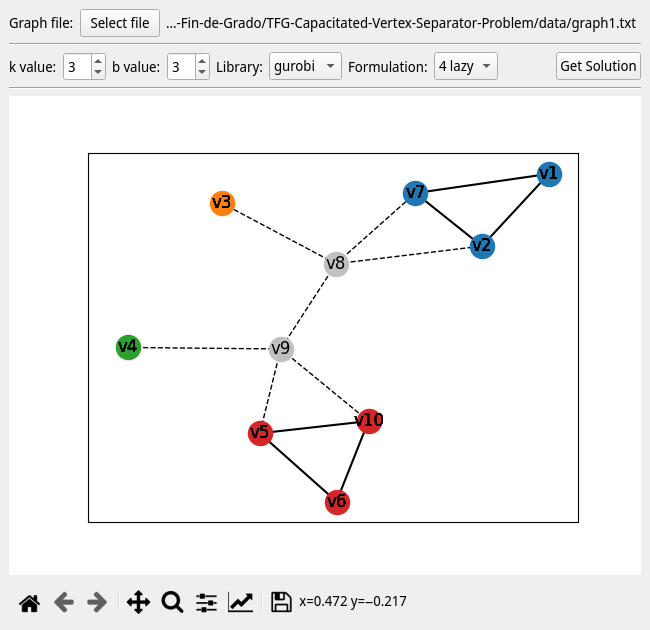 Graph file: Select file ...-Fin-de-Grado/TFG-Capacitated-Vertex-Separator-Problem/data/graph1.txt
k value: 3 b value: 3 Library: gurobi Formulation: 4 lazy Get Solution
v1
v7
v3
v2
v8
v4
v9
v10
v5
v6
x=0.472 y=−0.217